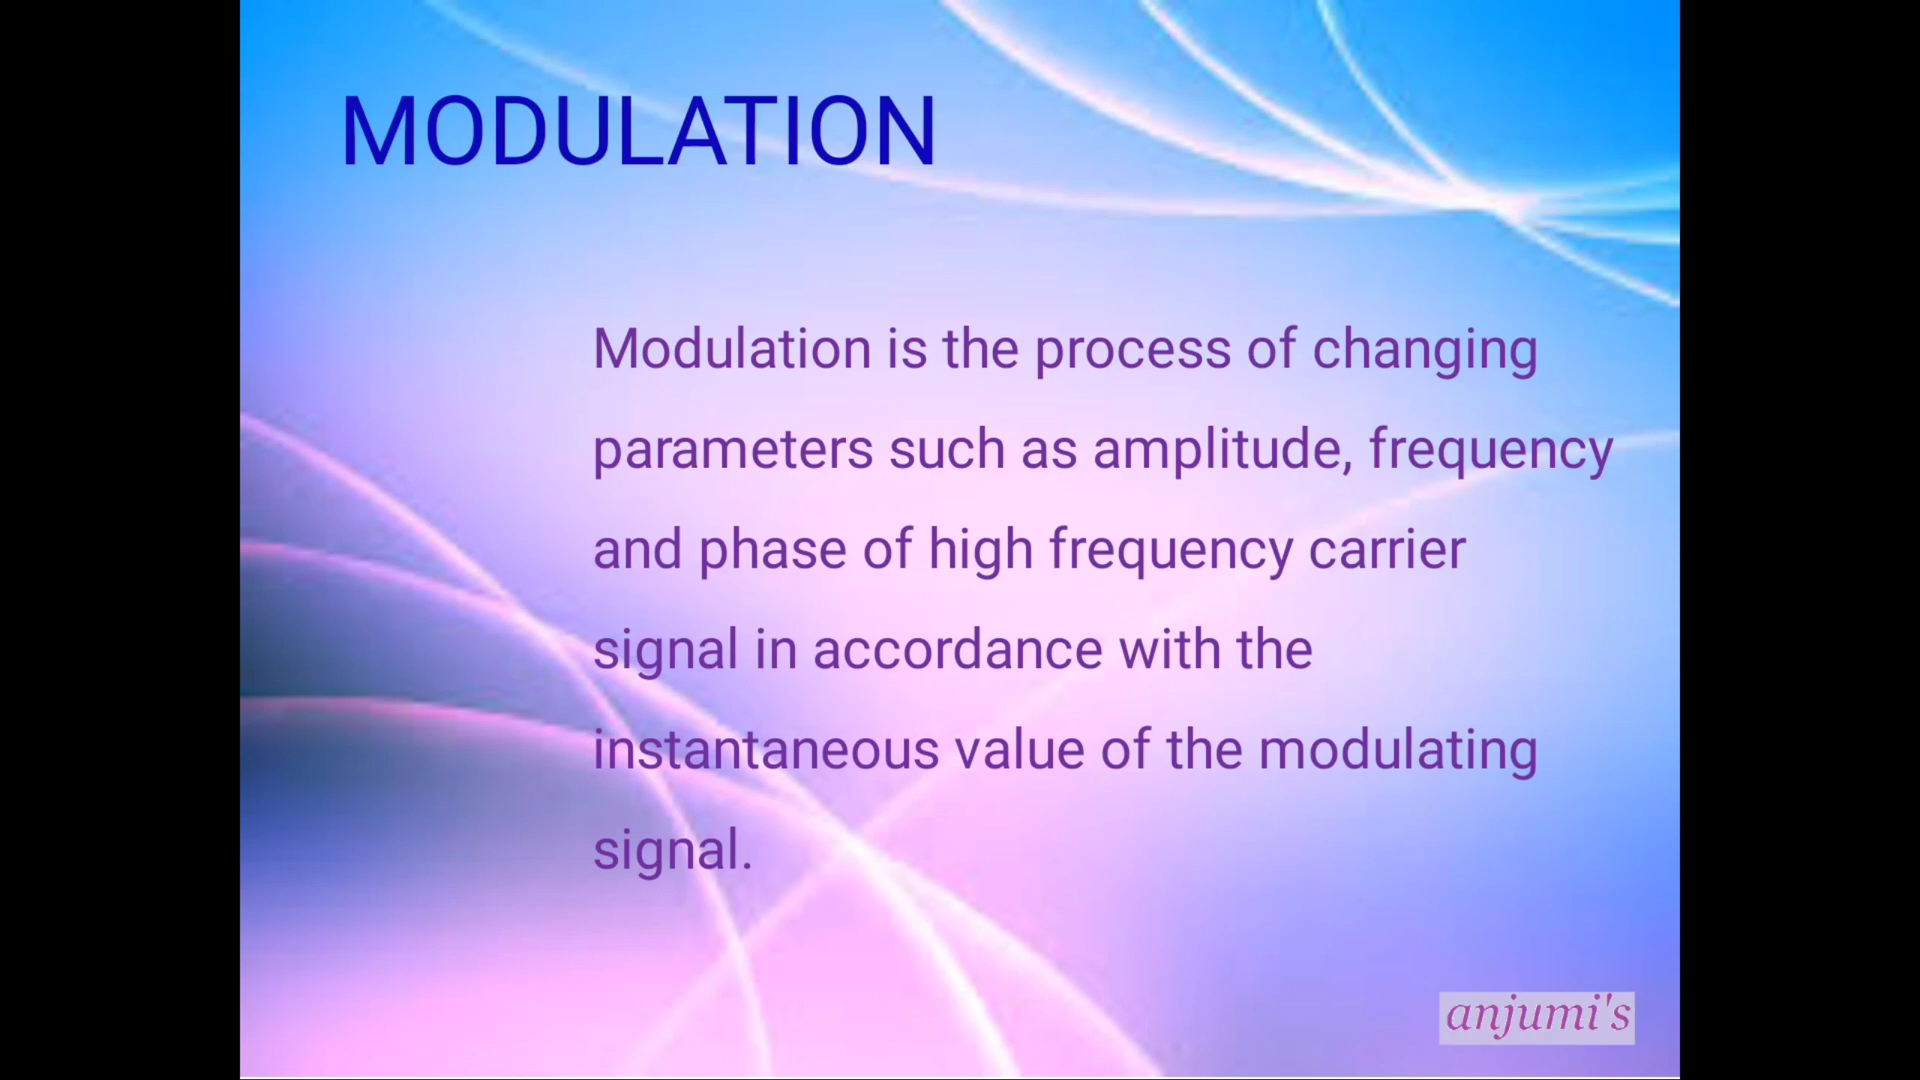 MODULATION
Modulation is the process of changing
parameters such as amplitude, frequency
and phase of high frequency carrier
signal in accordance with the
instantaneous value of the modulating
signal.
anjumi's